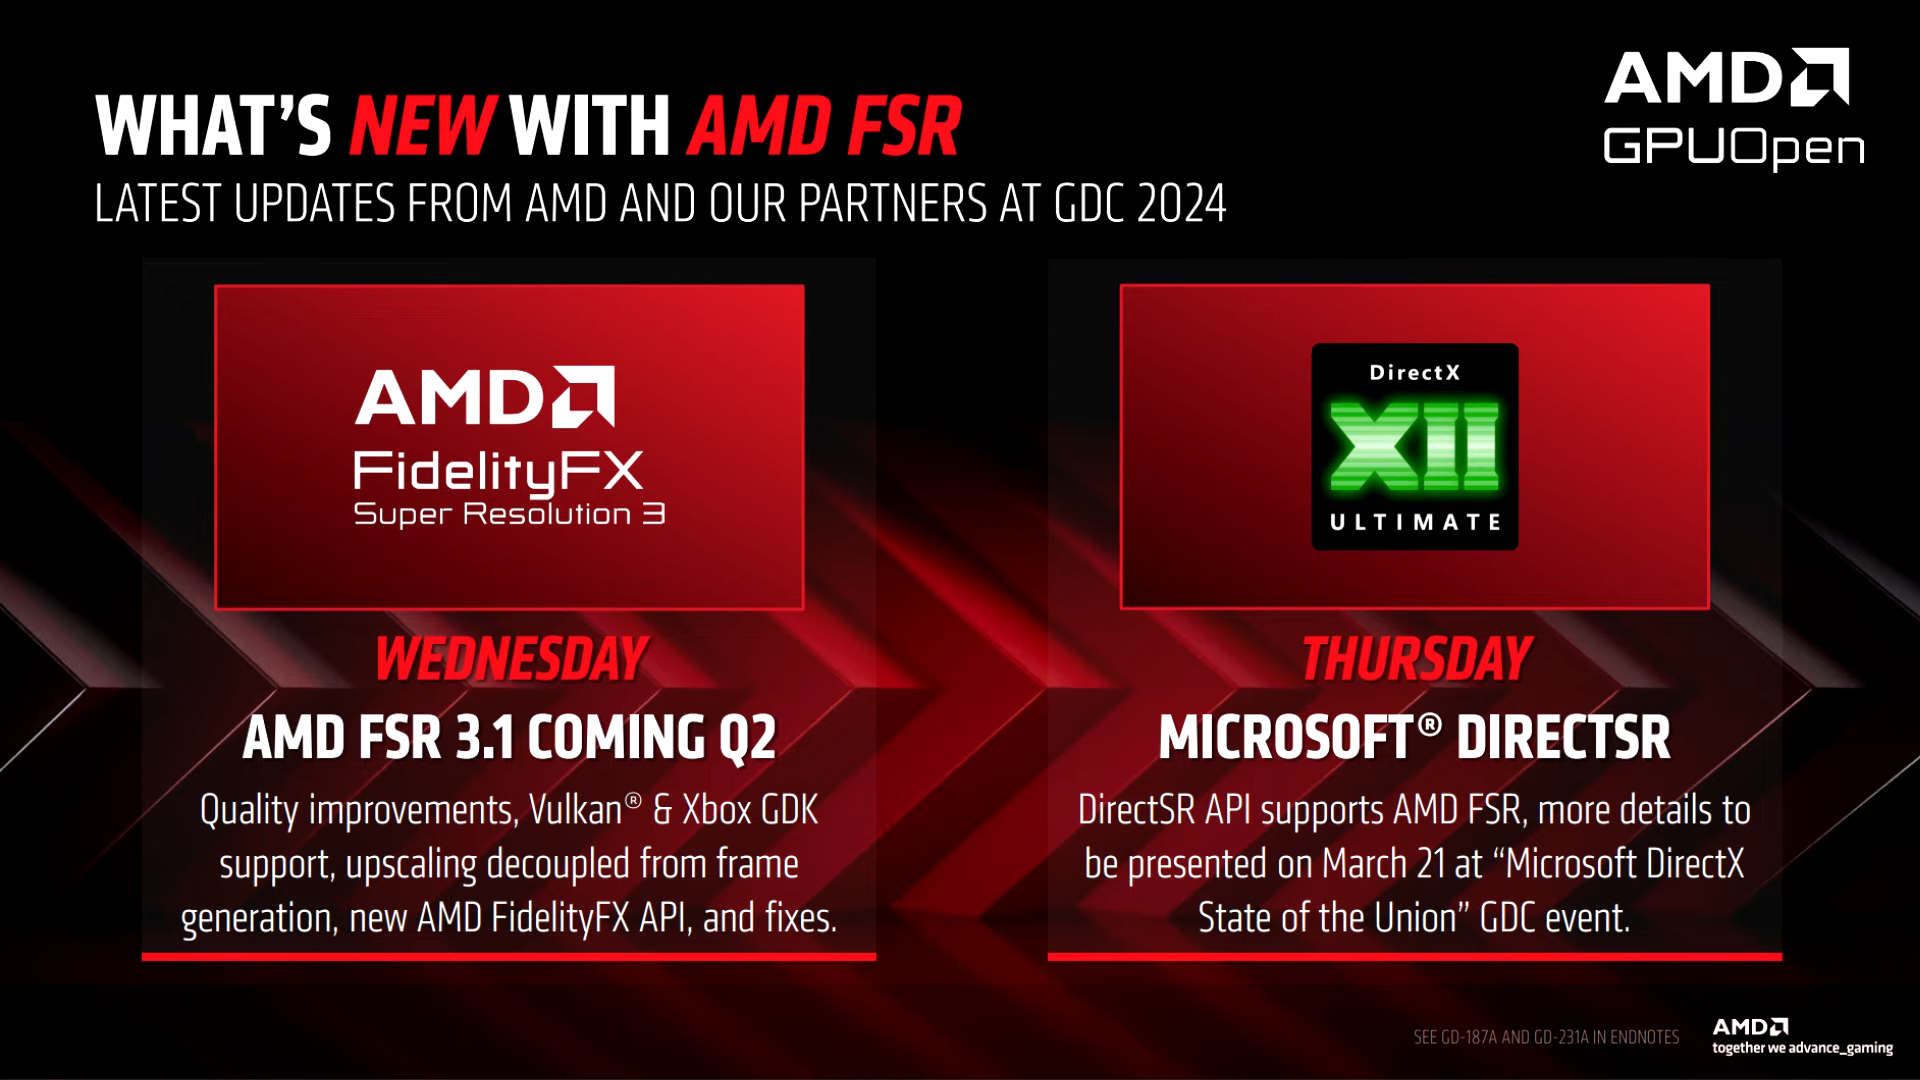 WHAT'S NEW WITH AMD FSR
LATEST UPDATES FROM AMD AND OUR PARTNERS AT GDC 2024
AMD
GPUOpen
AMD
FidelityFX
Super Resolution 3
WEDNESDAY
AMD FSR 3.1 COMING Q2
Quality improvements, Vulkan® & Xbox GDK
support, upscaling decoupled from frame
generation, new AMD FidelityFX API, and fixes.
DirectX
XII
ULTIMATE
THURSDAY
MICROSOFT® DIRECTSR
DirectSR API supports AMD FSR, more details to
be presented on March 21 at “Microsoft DirectX
State of the Union” GDC event.
SEE GD-187A AND GD-231A IN ENDNOTES
AMD
together we advance_gaming